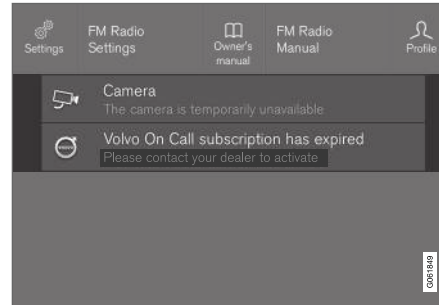 Settings
FM Radio
Settings
Owner's
manual
FM Radio
Manual
Profile
Camera
The camera is temporarily unavailable
Volvo On Call subscription has expired
Please contact your dealer to activate
G061849